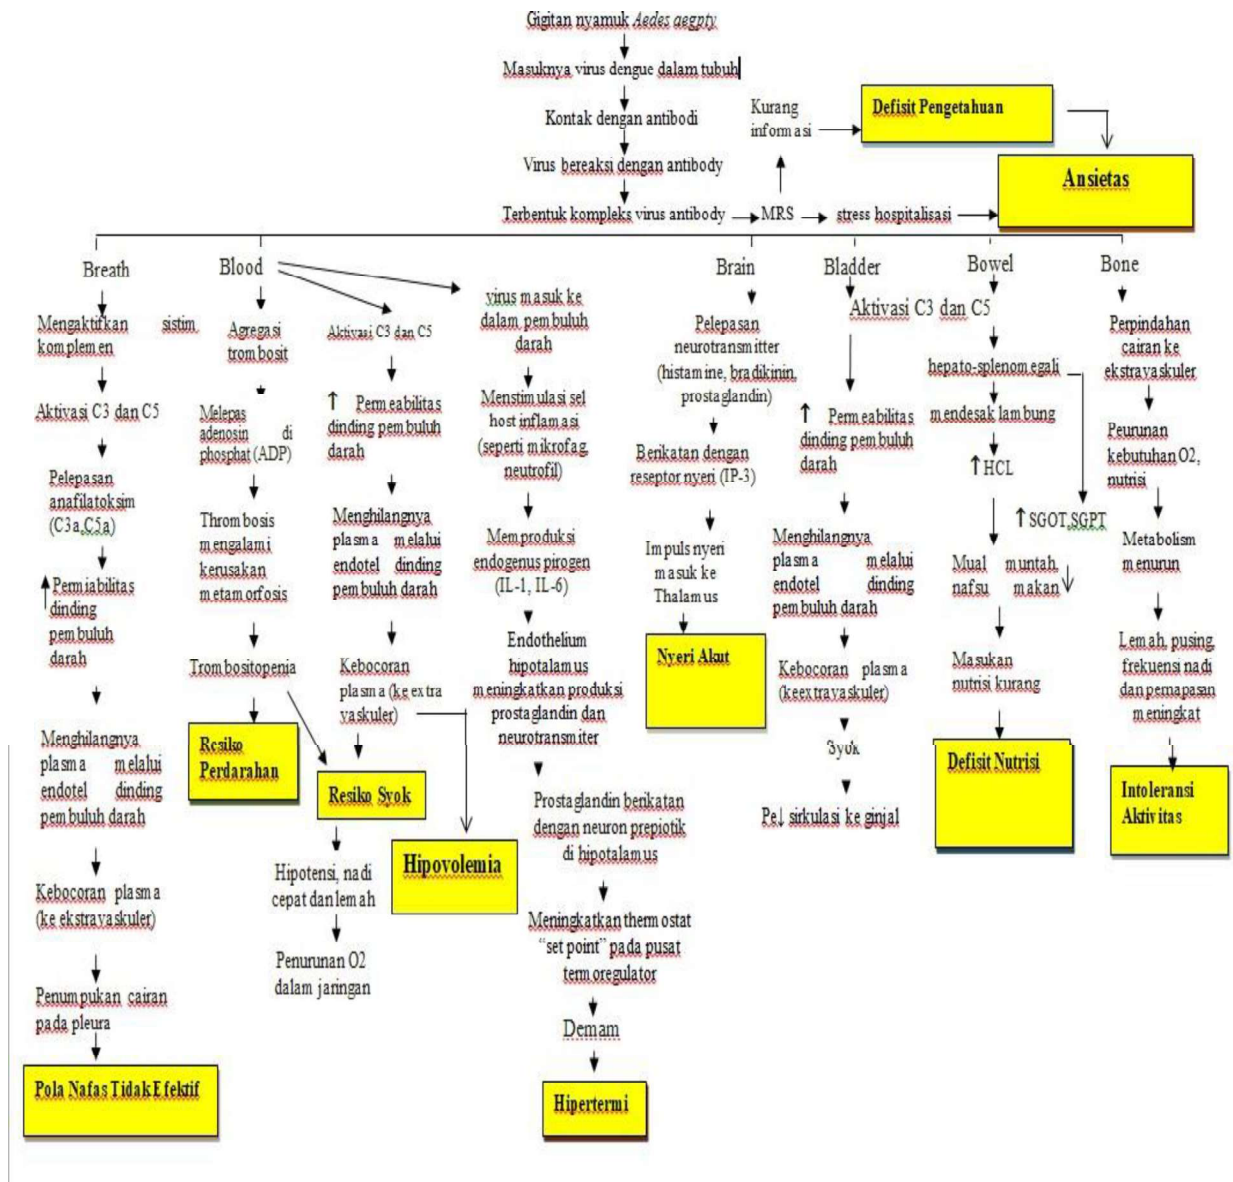 Gigitan nyamuk Aedes aegpty
Masuknya virus dengue dalam tubuh
Kontak dengan antibodi
Virus bereaksi dengan antibody
Terbentuk kompleks virus antibody
MRS
stress hospitalisasi
Kurang
informasi
Defisit Pengetahuan
Ansietas
Breath
Mengaktifkan sistim
komplemen
Aktivasi C3 dan C5
Pelepasan
anafilatoksim
(C3a,C5a)
↑Permiabilitas
dinding
pembuluh
darah
Menghilangnya
plasma melalui
endotel dinding
pembuluh darah
Kebocoran plasma
(ke ekstravaskuler)
Penumpukan cairan
pada pleura
Pola Nafas Tidak Efektif
Blood
Agregasi
trombosit
Melepas
adenosin di
phosphat (ADP)
Thrombosis
mengalami
kerusakan
metamorfosis
Trombositopenia
Resiko
Perdarahan
Aktivasi C3 dan C5
↑ Permeabilitas
dinding pembuluh
darah
Menghilangnya
plasma melalui
endotel dinding
pembuluh darah
Kebocoran
plasma (ke extra
vaskuler)
Resiko Syok
Hipotensi, nadi
cepat dan lemah
Penurunan O2
dalam jaringan
Hipovolemia
virus masuk ke
dalam pembuluh
darah
Menstimulasi sel
host inflamasi
(seperti mikrofag,
neutrofil)
Memproduksi
endogenus pirogen
(IL-1, IL-6)
Endothelium
hipotalamus
meningkatkan produksi
prostaglandin dan
neurotransmiter
Prostaglandin berikatan
dengan neuron prepiotik
di hipotalamus
Meningkatkan thermostat
“set point” pada pusat
termoregulator
Demam
Hipertermi
Brain
Pelepasan
neurotransmitter
(histamine, bradikinin,
prostaglandin)
Berikatan dengan
reseptor nyeri (IP-3)
Impuls nyeri
masuk ke
Thalamus
Nyeri Akut
Bladder
Bowel
Aktivasi C3 dan C5
↑ Permeabilitas
dinding pembuluh
darah
Menghilangnya
plasma melalui
endotel dinding
pembuluh darah
Kebocoran plasma
(keextravaskuler)
Syok
Pe↓ sirkulasi ke ginjal
hepato-splenomegali
mendesak lambung
↑HCL
↑SGOT,SGPT
Mual muntah,
nafsu makan↓
Masukan
nutrisi kurang
Defisit Nutrisi
Bone
Perpindahan
cairan ke
ekstravaskuler
Peurunan
kebutuhan O2,
nutrisi
Metabolism
menurun
Lemah, pusing,
frekuensi nadi
dan pernapasan
meningkat
Intoleransi
Aktivitas